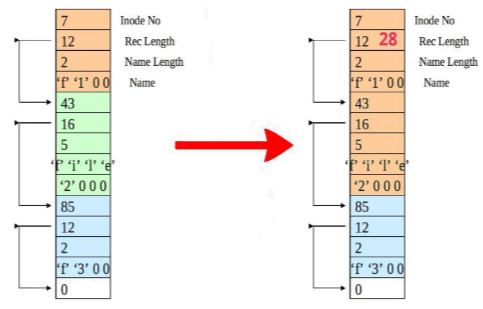 7 Inode No
12 Rec Length
2 Name Length
'f' '1' 0 0 Name
43
16
5
'f' 'i' 'l' 'e'
'2' 0 0 0
85
12
2
'f' '3' 0 0
0
7 Inode No
12 28 Rec Length
2 Name Length
'f' '1' 0 0 Name
43
16
5
'f' 'i' 'l' 'e'
'2' 0 0 0
85
12
2
'f' '3' 0 0
0